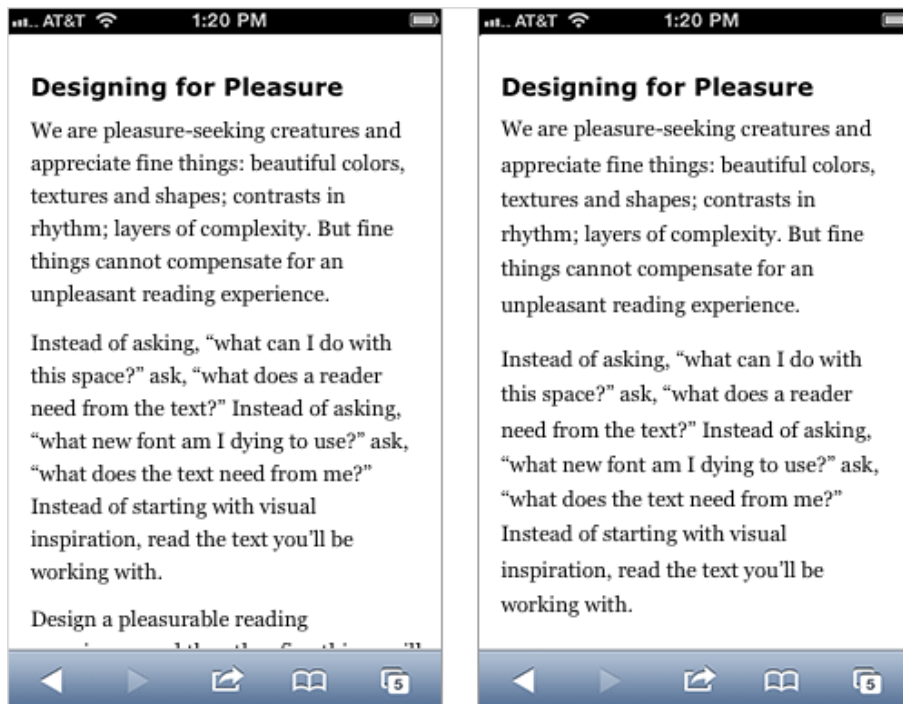 AT&T 1:20 PM
Designing for Pleasure
We are pleasure-seeking creatures and
appreciate fine things: beautiful colors,
textures and shapes; contrasts in
rhythm; layers of complexity. But fine
things cannot compensate for an
unpleasant reading experience.
Instead of asking, “what can I do with
this space?” ask, “what does a reader
need from the text?” Instead of asking,
“what new font am I dying to use?” ask,
“what does the text need from me?”
Instead of starting with visual
inspiration, read the text you’ll be
working with.
Design a pleasurable reading
5
AT&T 1:20 PM
Designing for Pleasure
We are pleasure-seeking creatures and
appreciate fine things: beautiful colors,
textures and shapes; contrasts in
rhythm; layers of complexity. But fine
things cannot compensate for an
unpleasant reading experience.
Instead of asking, “what can I do with
this space?” ask, “what does a reader
need from the text?” Instead of asking,
“what new font am I dying to use?” ask,
“what does the text need from me?”
Instead of starting with visual
inspiration, read the text you’ll be
working with.
5